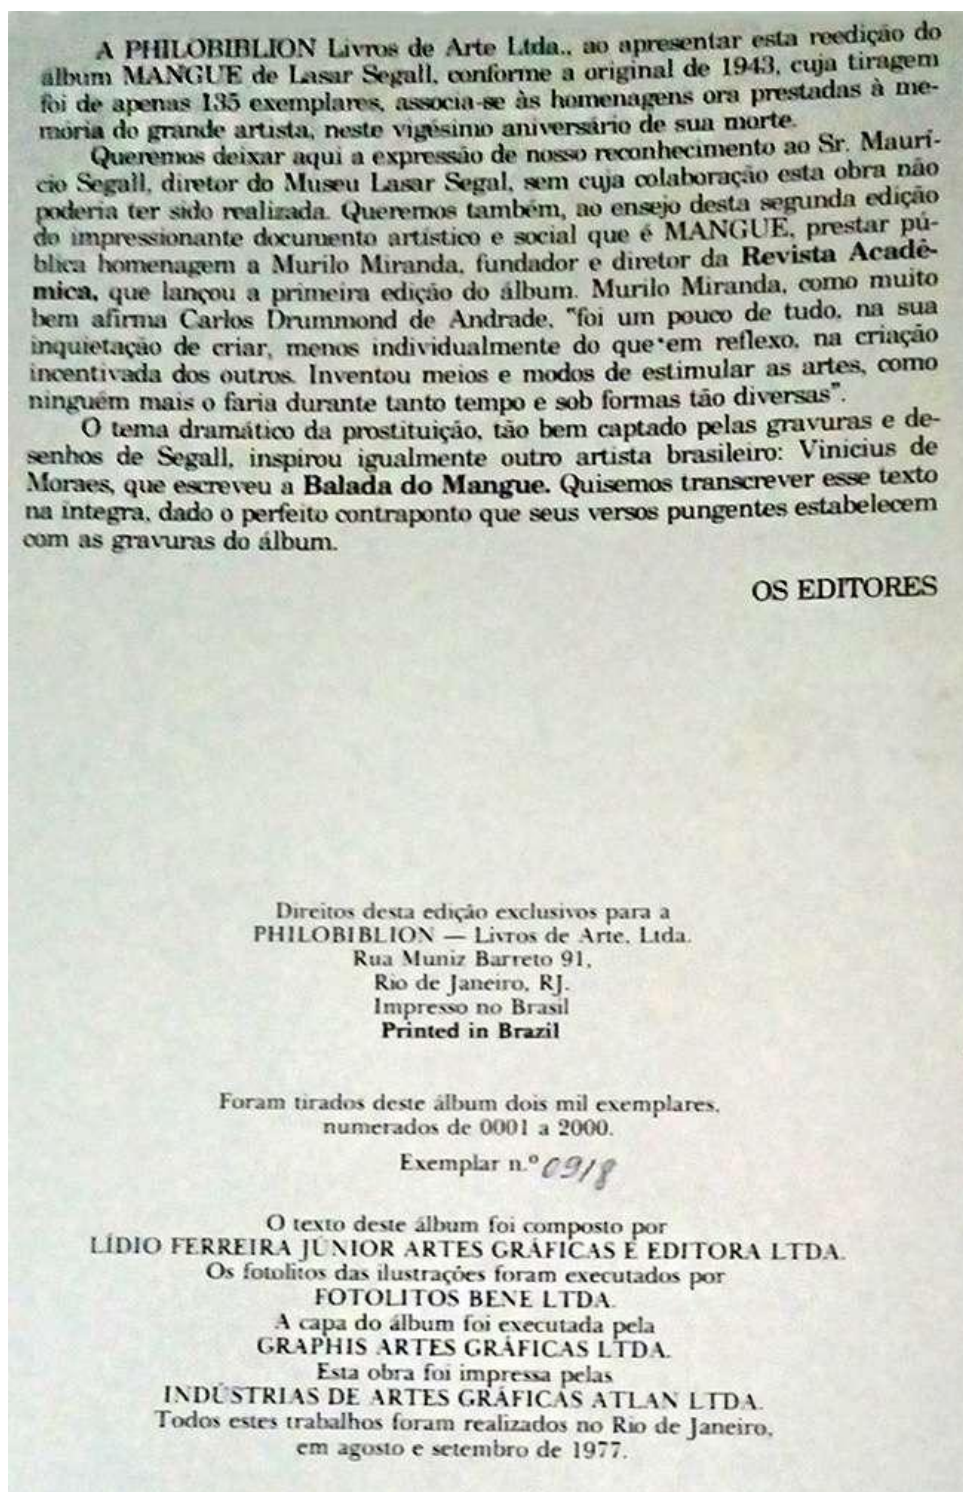 A PHILOBIBLION Livros de Arte Ltda., ao apresentar esta reedição do
álbum MANGUE de Lasar Segall, conforme a original de 1943, cuja tiragem
foi de apenas 135 exemplares, associa-se às homenagens ora prestadas à me-
mória do grande artista, neste vigésimo aniversário de sua morte.
Queremos deixar aqui a expressão de nosso reconhecimento ao Sr. Maurí-
cio Segall, diretor do Museu Lasar Segal, sem cuja colaboração esta obra não
poderia ter sido realizada. Queremos também, ao ensejo desta segunda edição
do impressionante documento artístico e social que é MANGUE, prestar pú-
blica homenagem a Murilo Miranda, fundador e diretor da Revista Acadê-
mica, que lançou a primeira edição do álbum. Murilo Miranda, como muito
bem afirma Carlos Drummond de Andrade, "foi um pouco de tudo, na sua
inquietação de criar, menos individualmente do que em reflexo, na criação
incentivada dos outros. Inventou meios e modos de estimular as artes, como
ninguém mais o faria durante tanto tempo e sob formas tão diversas".
O tema dramático da prostituição, tão bem captado pelas gravuras e de-
senhos de Segall, inspirou igualmente outro artista brasileiro: Vinicius de
Moraes, que escreveu a Balada do Mangue. Quisemos transcrever esse texto
na íntegra, dado o perfeito contraponto que seus versos pungentes estabelecem
com as gravuras do álbum.
OS EDITORES
Direitos desta edição exclusivos para a
PHILOBIBLION — Livros de Arte, Ltda.
Rua Muniz Barreto 91,
Rio de Janeiro, RJ.
Impresso no Brasil
Printed in Brazil
Foram tirados deste álbum dois mil exemplares,
numerados de 0001 a 2000.
Exemplar n.º 0918
O texto deste álbum foi composto por
LÍDIO FERREIRA JÚNIOR ARTES GRÁFICAS E EDITORA LTDA.
Os fotolitos das ilustrações foram executados por
FOTOLITOS BENE LTDA.
A capa do álbum foi executada pela
GRAPHIS ARTES GRÁFICAS LTDA.
Esta obra foi impressa pelas
INDÚSTRIAS DE ARTES GRÁFICAS ATLAN LTDA.
Todos estes trabalhos foram realizados no Rio de Janeiro,
em agosto e setembro de 1977.